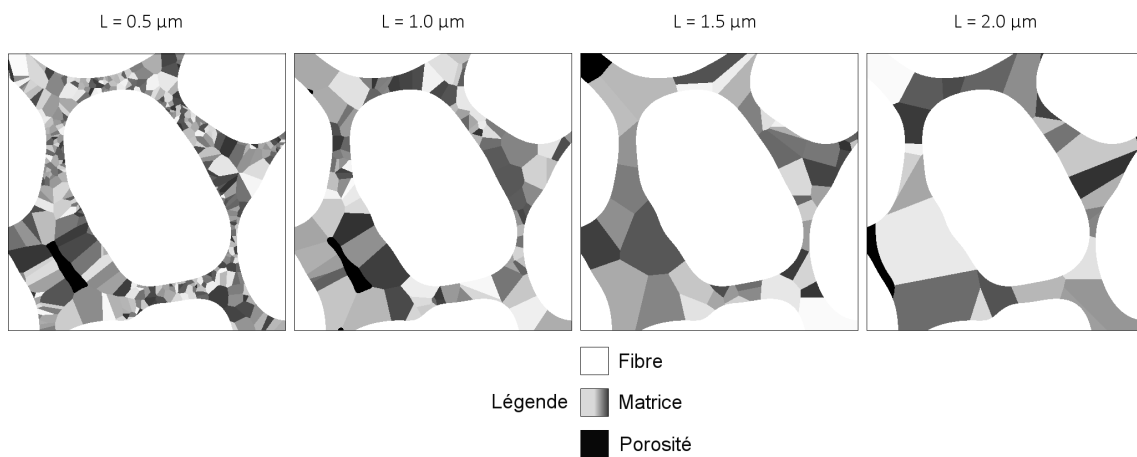 L = 0.5 µm
L = 1.0 µm
L = 1.5 µm
L = 2.0 µm
Fibre
Légende
Matrice
Porosité